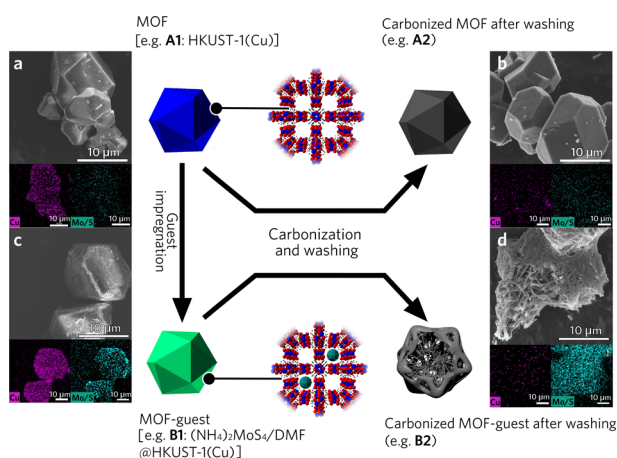 MOF
[e.g. A1: HKUST-1(Cu)]
Carbonized MOF after washing
(e.g. A2)
a
10 µm
Cu
10 µm
Mo/S
10 µm
b
10 µm
Cu
10 µm
Mo/S
10 µm
Guest
impregnation
Carbonization
and washing
c
10 µm
Cu
10 µm
Mo/S
10 µm
d
10 µm
Cu
10 µm
Mo/S
10 µm
MOF-guest
[e.g. B1: (NH₄)₂MoS₄/DMF
@HKUST-1(Cu)]
Carbonized MOF-guest after washing
(e.g. B2)